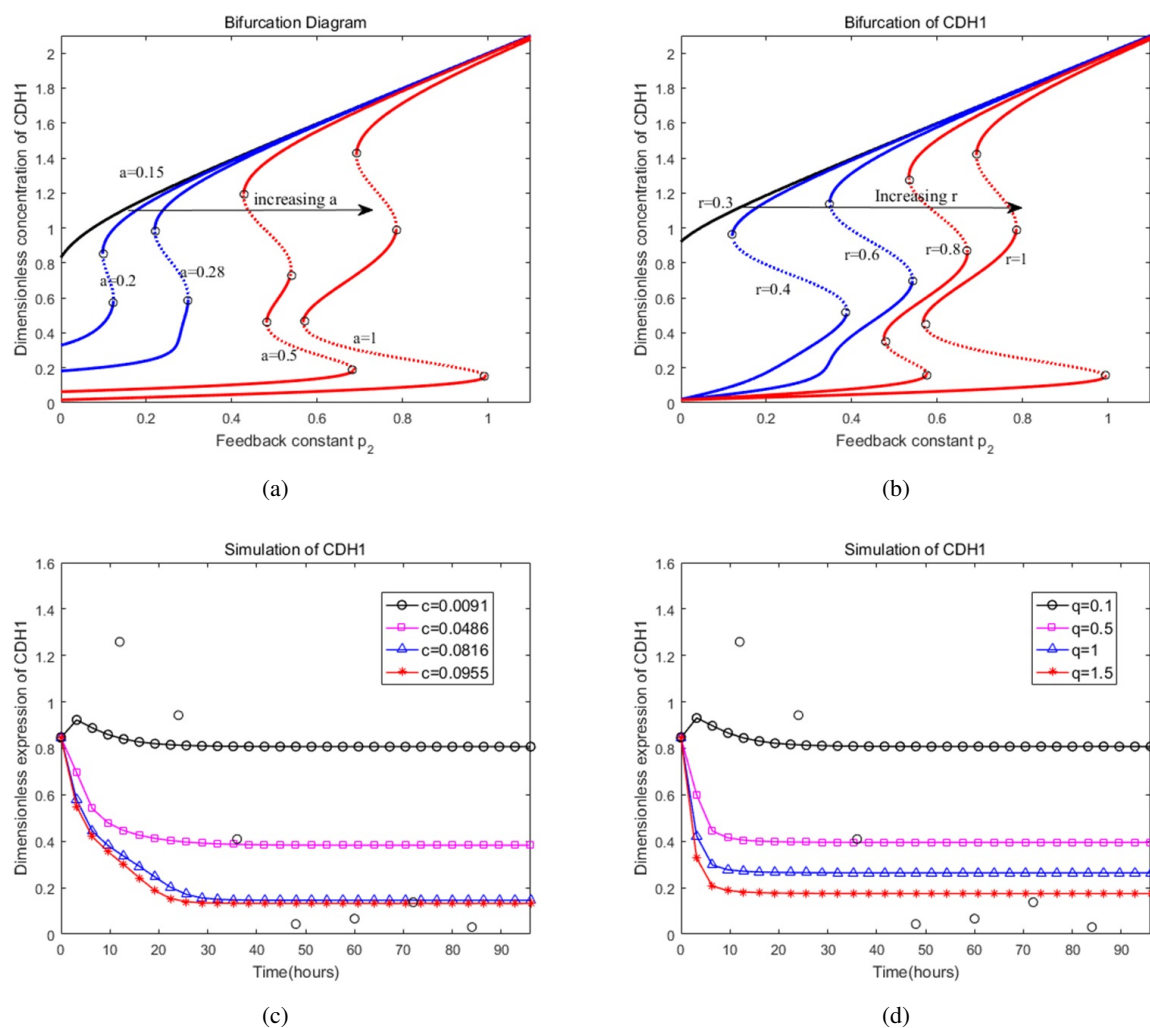 Bifurcation Diagram
Dimensionless concentration of CDH1
2
1.8
1.6
1.4
1.2
1
0.8
0.6
0.4
0.2
0
a=0.15
increasing a
a=0.2
a=0.28
a=0.5
a=1
0 0.2 0.4 0.6 0.8 1
Feedback constant p2
(a)
Bifurcation of CDH1
Dimensionless concentration of CDH1
2
1.8
1.6
1.4
1.2
1
0.8
0.6
0.4
0.2
0
r=0.3
Increasing r
r=0.6
r=0.8
r=1
r=0.4
0 0.2 0.4 0.6 0.8 1
Feedback constant p2
(b)
Simulation of CDH1
Dimensionless expression of CDH1
1.6
1.4
1.2
1
0.8
0.6
0.4
0.2
0
c=0.0091
c=0.0486
c=0.0816
c=0.0955
0 10 20 30 40 50 60 70 80 90
Time(hours)
(c)
Simulation of CDH1
Dimensionless expression of CDH1
1.6
1.4
1.2
1
0.8
0.6
0.4
0.2
0
q=0.1
q=0.5
q=1
q=1.5
0 10 20 30 40 50 60 70 80 90
Time(hours)
(d)